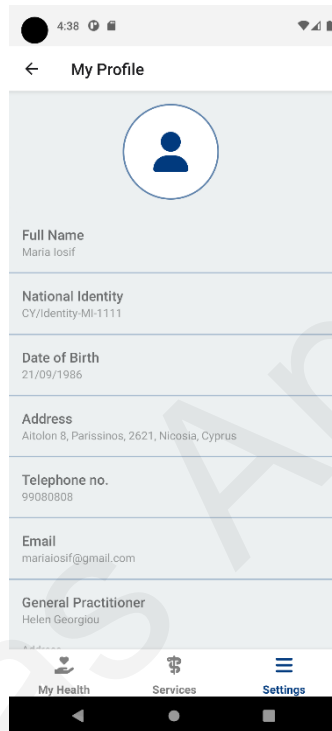 4:38
My Profile
Full Name
Maria Iosif
National Identity
CY/Identity-MI-1111
Date of Birth
21/09/1986
Address
Aitolon 8, Parissinos, 2621, Nicosia, Cyprus
Telephone no.
99080808
Email
mariaiosif@gmail.com
General Practitioner
Helen Georgiou
Address
My Health Services Settings